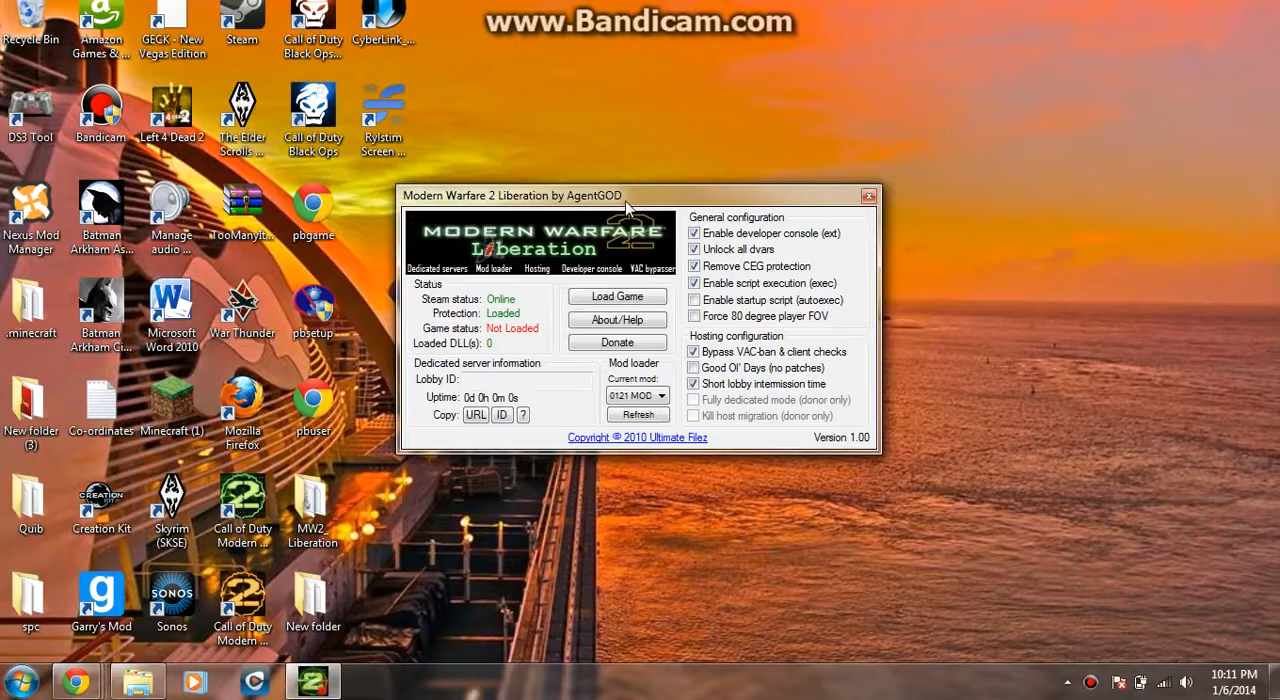 www.Bandicam.com
Recycle Bin
Amazon
Games & ...
GECK - New
Vegas Edition
Steam
Call of Duty
Black Ops...
CyberLink_...
DS3 Tool
Bandicam
Left 4 Dead 2
The Elder
Scrolls ...
Call of Duty
Black Ops
Rylstim
Screen ...
Nexus Mod
Manager
Batman
Arkham As...
Manage
audio ...
TooManyIt...
pbgame
.minecraft
Batman
Arkham Ci...
Microsoft
Word 2010
War Thunder
pbsetup
New folder
(3)
Co-ordinates
Minecraft (1)
Mozilla
Firefox
pbuser
Quib
CREATION
KIT
Creation Kit
Skyrim
(SKSE)
Call of Duty
Modern ...
MW2_
Liberation
spc
Garry's Mod
SONOS
Sonos
Call of Duty
Modern ...
New folder
Modern Warfare 2 Liberation by AgentGOD
MODERN WARFARE 2
Liberation
Dedicated servers Mod loader Hosting Developer console VAC bypasser
Status
Steam status: Online
Protection: Loaded
Game status: Not Loaded
Loaded DLL(s): 0
Load Game
About/Help
Donate
Dedicated server information
Lobby ID:
Uptime: 0d 0h 0m 0s
Copy: URL ID ?
Mod loader
Current mod:
0121 MOD
Refresh
General configuration
Enable developer console (ext)
Unlock all dvars
Remove CEG protection
Enable script execution (exec)
Enable startup script (autoexec)
Force 80 degree player FOV
Hosting configuration
Bypass VAC-ban & client checks
Good Ol' Days (no patches)
Short lobby intermission time
Fully dedicated mode (donor only)
Kill host migration (donor only)
Copyright © 2010 Ultimate Filez
Version 1.00
10:11 PM
1/6/2014